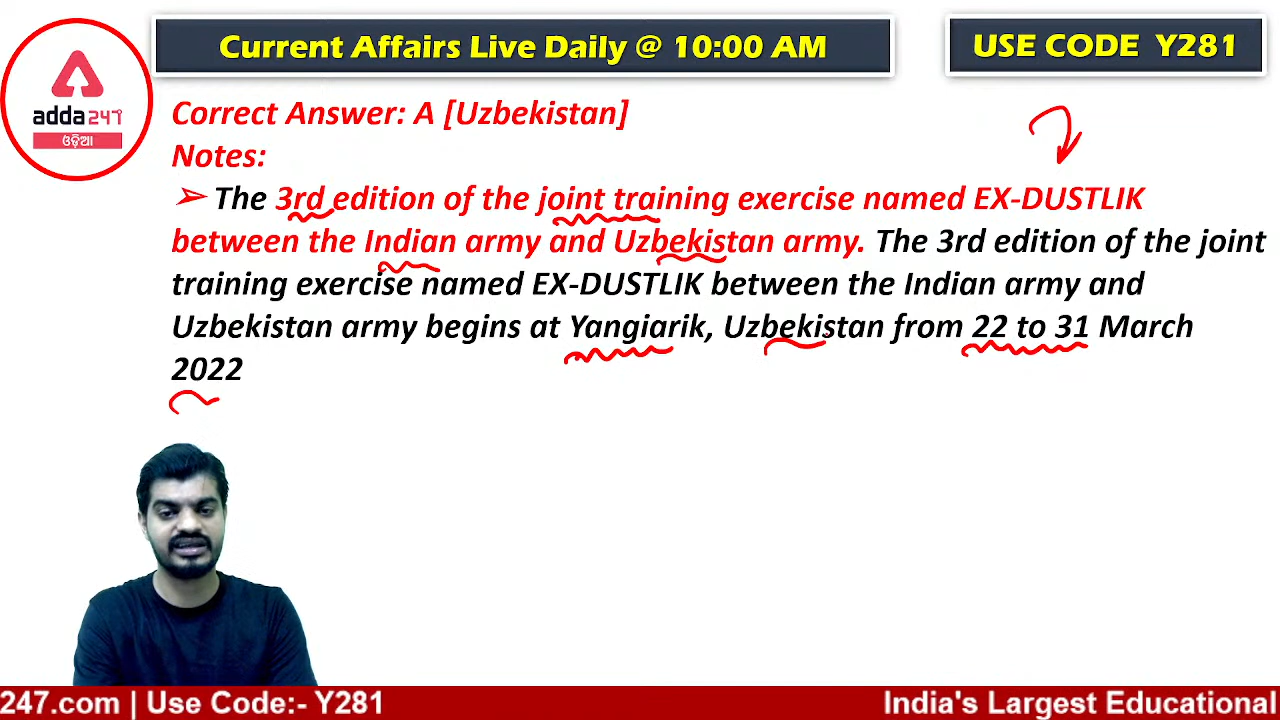 Current Affairs Live Daily @ 10:00 AM
USE CODE Y281
adda247
ଓଡ଼ିଆ
Correct Answer: A [Uzbekistan]
Notes:
➢ The 3rd edition of the joint training exercise named EX-DUSTLIK
between the Indian army and Uzbekistan army. The 3rd edition of the joint
training exercise named EX-DUSTLIK between the Indian army and
Uzbekistan army begins at Yangiarik, Uzbekistan from 22 to 31 March
2022
247.com | Use Code:- Y281
India's Largest Educational